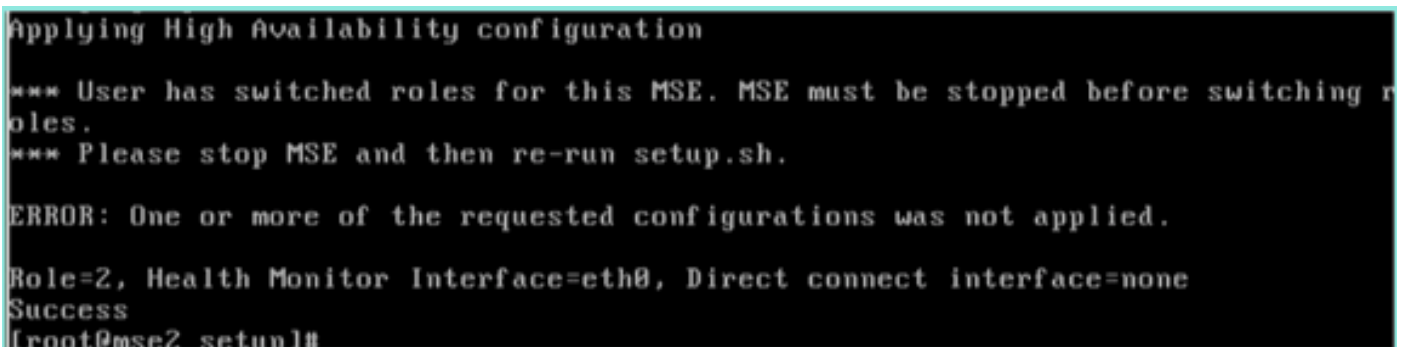 Applying High Availability configuration
*** User has switched roles for this MSE. MSE must be stopped before switching r
oles.
*** Please stop MSE and then re-run setup.sh.
ERROR: One or more of the requested configurations was not applied.
Role=2, Health Monitor Interface=eth0, Direct connect interface=none
Success
[root@mse2 setup]#